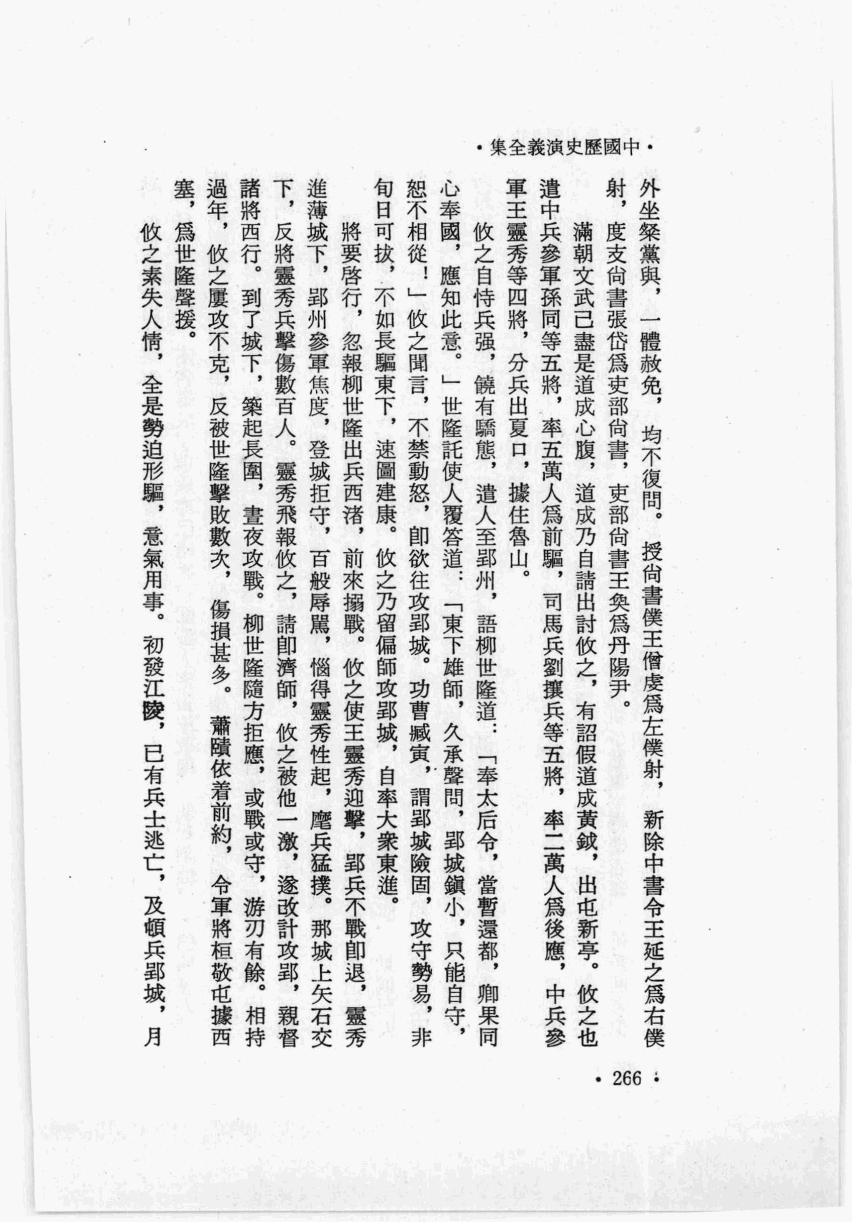 ·中國歷史演義全集·
外坐粲黨與，一體赦免，均不復問。授尙書僕王僧虔爲左僕射，新除中書令王延之爲右僕
射，度支尙書張岱爲吏部尙書，吏部尙書王奐爲丹陽尹。
滿朝文武已盡是道成心腹，道成乃自請出討攸之，有詔假道成黃鉞，出屯新亭。攸之也
遣中兵參軍孫同等五將，率五萬人爲前驅，司馬兵劉攘兵等五將，率二萬人爲後應，中兵參
軍王靈秀等四將，分兵出夏口，據住魯山。
攸之自恃兵强，饒有驕態，遣人至郢州，語柳世隆道：「奉太后令，當暫還都，卿果同
心奉國，應知此意。」世隆託使人覆答道：「東下雄師，久承聲問，郢城鎭小，只能自守，
恕不相從！」攸之聞言，不禁動怒，卽欲往攻郢城。功曹臧寅，謂郢城險固，攻守勢易，非
旬日可拔，不如長驅東下，速圖建康。攸之乃留偏師攻郢城，自率大衆東進。
將要啓行，忽報柳世隆出兵西渚，前來搦戰。攸之使王靈秀迎擊，郢兵不戰卽退，靈秀
進薄城下，郢州參軍焦度，登城拒守，百般辱駡，惱得靈秀性起，麾兵猛撲。那城上矢石交
下，反將靈秀兵擊傷數百人。靈秀飛報攸之，請卽濟師，攸之被他一激，遂改計攻郢，親督
諸將西行。到了城下，築起長圍，晝夜攻戰。柳世隆隨方拒應，或戰或守，游刃有餘。相持
過年，攸之屢攻不克，反被世隆擊敗數次，傷損甚多。蕭賾依着前約，令軍將桓敬屯據西
塞，爲世隆聲援。
攸之素失人情，全是勢迫形驅，意氣用事。初發江陵，已有兵士逃亡，及頓兵郢城，月
·266·